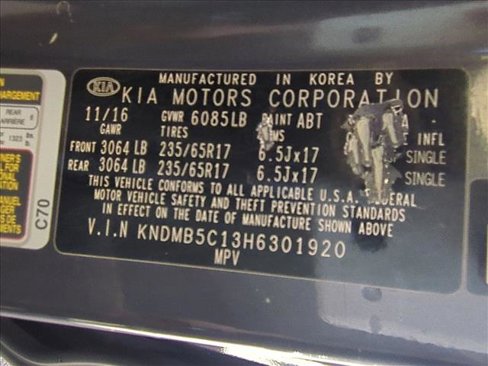 MANUFACTURED IN KOREA BY
KIA KIA MOTORS CORPORATION
11/16 GVWR 6085LB PAINT ABT A
GAWR TIRES INFL
FRONT 3064 LB 235/65R17 6.5Jx17 SINGLE
REAR 3064 LB 235/65R17 6.5Jx17 SINGLE
THIS VEHICLE CONFORMS TO ALL APPLICABLE U.S.A. FEDERAL
MOTOR VEHICLE SAFETY AND THEFT PREVENTION STANDARDS
IN EFFECT ON THE DATE OF MANUFACTURE SHOWN ABOVE
V.I.N KNDMB5C13H6301920
MPV
C70
REAR